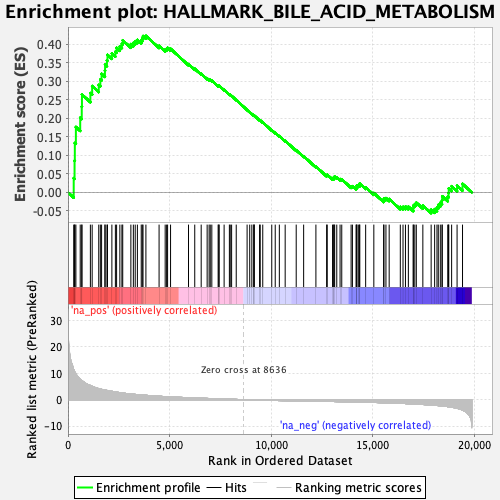 Enrichment plot: HALLMARK_BILE_ACID_METABOLISM
Enrichment score (ES)
0.40
0.35
0.30
0.25
0.20
0.15
0.10
0.05
0.00
-0.05
'na_pos' (positively correlated)
Ranked list metric (PreRanked)
30
20
10
0
-10
Zero cross at 8636
'na_neg' (negatively correlated)
0 5,000 10,000 15,000 20,000
Rank in Ordered Dataset
Enrichment profile Hits Ranking metric scores